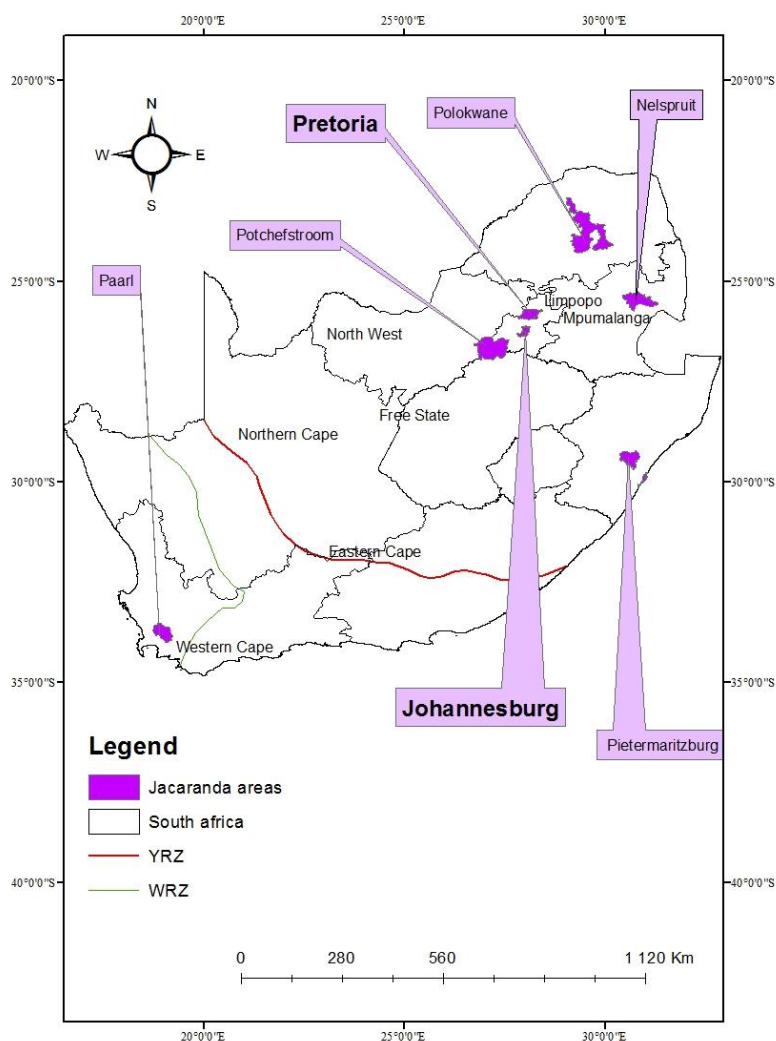 20°0'0"E 25°0'0"E 30°0'0"E
20°0'0"S 20°0'0"S
N
W E
S
Pretoria
Polokwane
Nelspruit
Potchefstroom
Paarl
25°0'0"S 25°0'0"S
Limpopo
Mpumalanga
North West
Free State
Northern Cape
30°0'0"S 30°0'0"S
Eastern Cape
Western Cape
35°0'0"S 35°0'0"S
Johannesburg
Pietermaritzburg
Legend
Jacaranda areas
South africa
YRZ
WRZ
40°0'0"S 40°0'0"S
0 280 560 1 120 Km
20°0'0"E 25°0'0"E 30°0'0"E